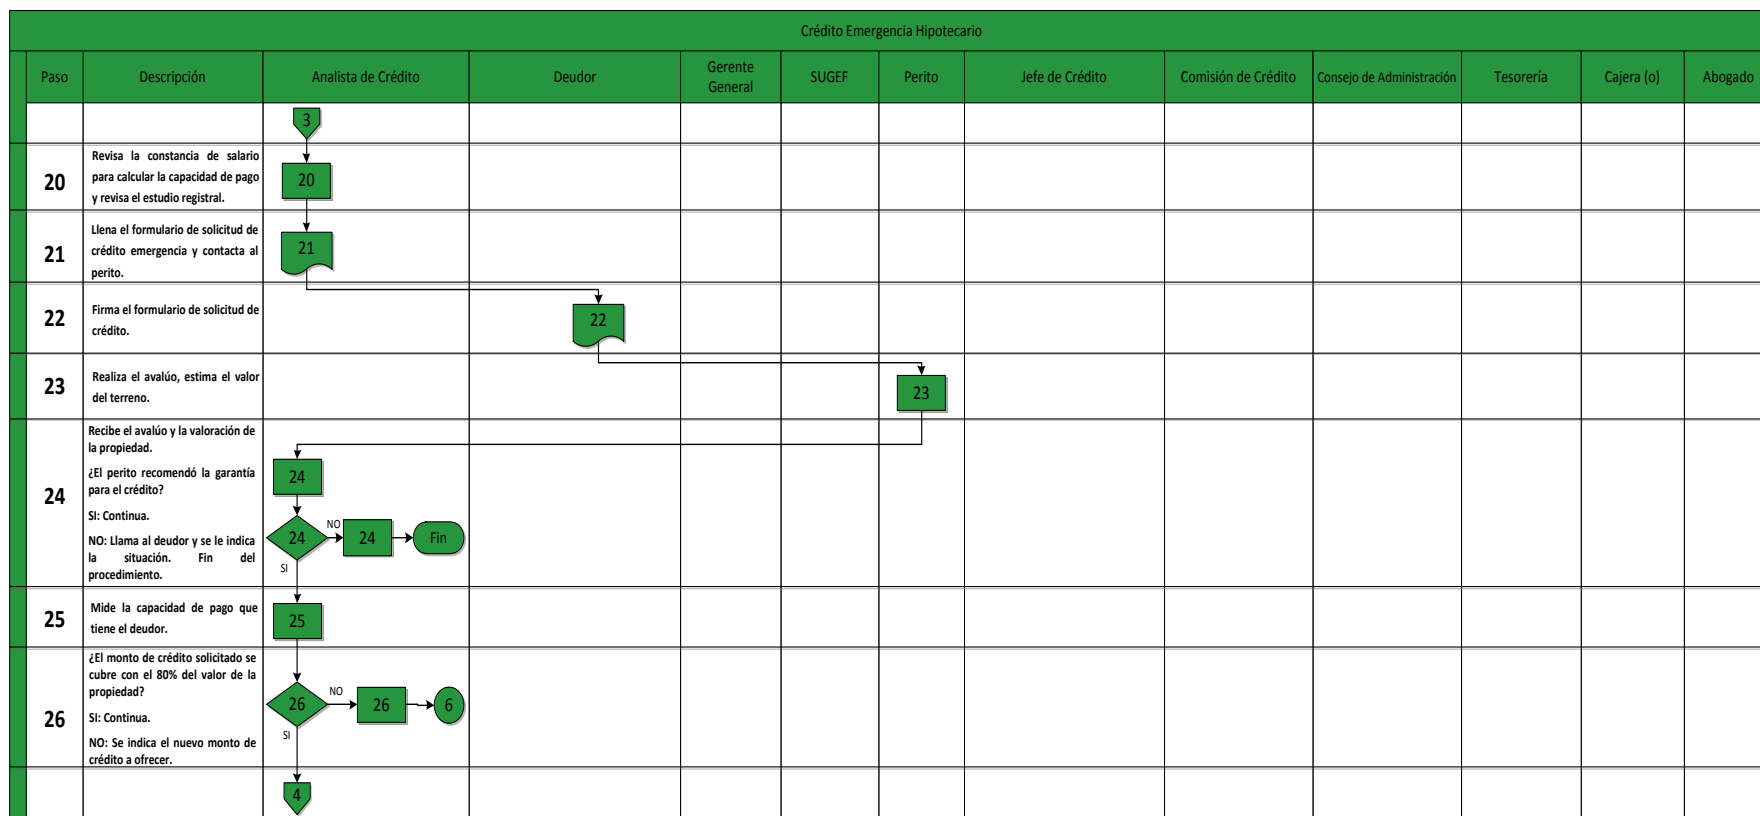 Crédito Emergencia Hipotecario
Paso
Descripción
Analista de Crédito
Deudor
Gerente
General
SUGEF
Perito
Jefe de Crédito
Comisión de Crédito
Consejo de Administración
Tesorería
Cajera (o)
Abogado
3
20
Revisa la constancia de salario
para calcular la capacidad de pago
y revisa el estudio registral.
20
21
Llena el formulario de solicitud de
crédito emergencia y contacta al
perito.
21
22
Firma el formulario de solicitud de
crédito.
22
23
Realiza el avalúo, estima el valor
del terreno.
23
24
Recibe el avalúo y la valoración de
la propiedad.
¿El perito recomendó la garantía
para el crédito?
SI: Continua.
NO: Llama al deudor y se le indica
la situación. Fin del
procedimiento.
24
24
NO
24
Fin
SI
25
Mide la capacidad de pago que
tiene el deudor.
25
26
¿El monto de crédito solicitado se
cubre con el 80% del valor de la
propiedad?
SI: Continua.
NO: Se indica el nuevo monto de
crédito a ofrecer.
26
NO
26
6
SI
4